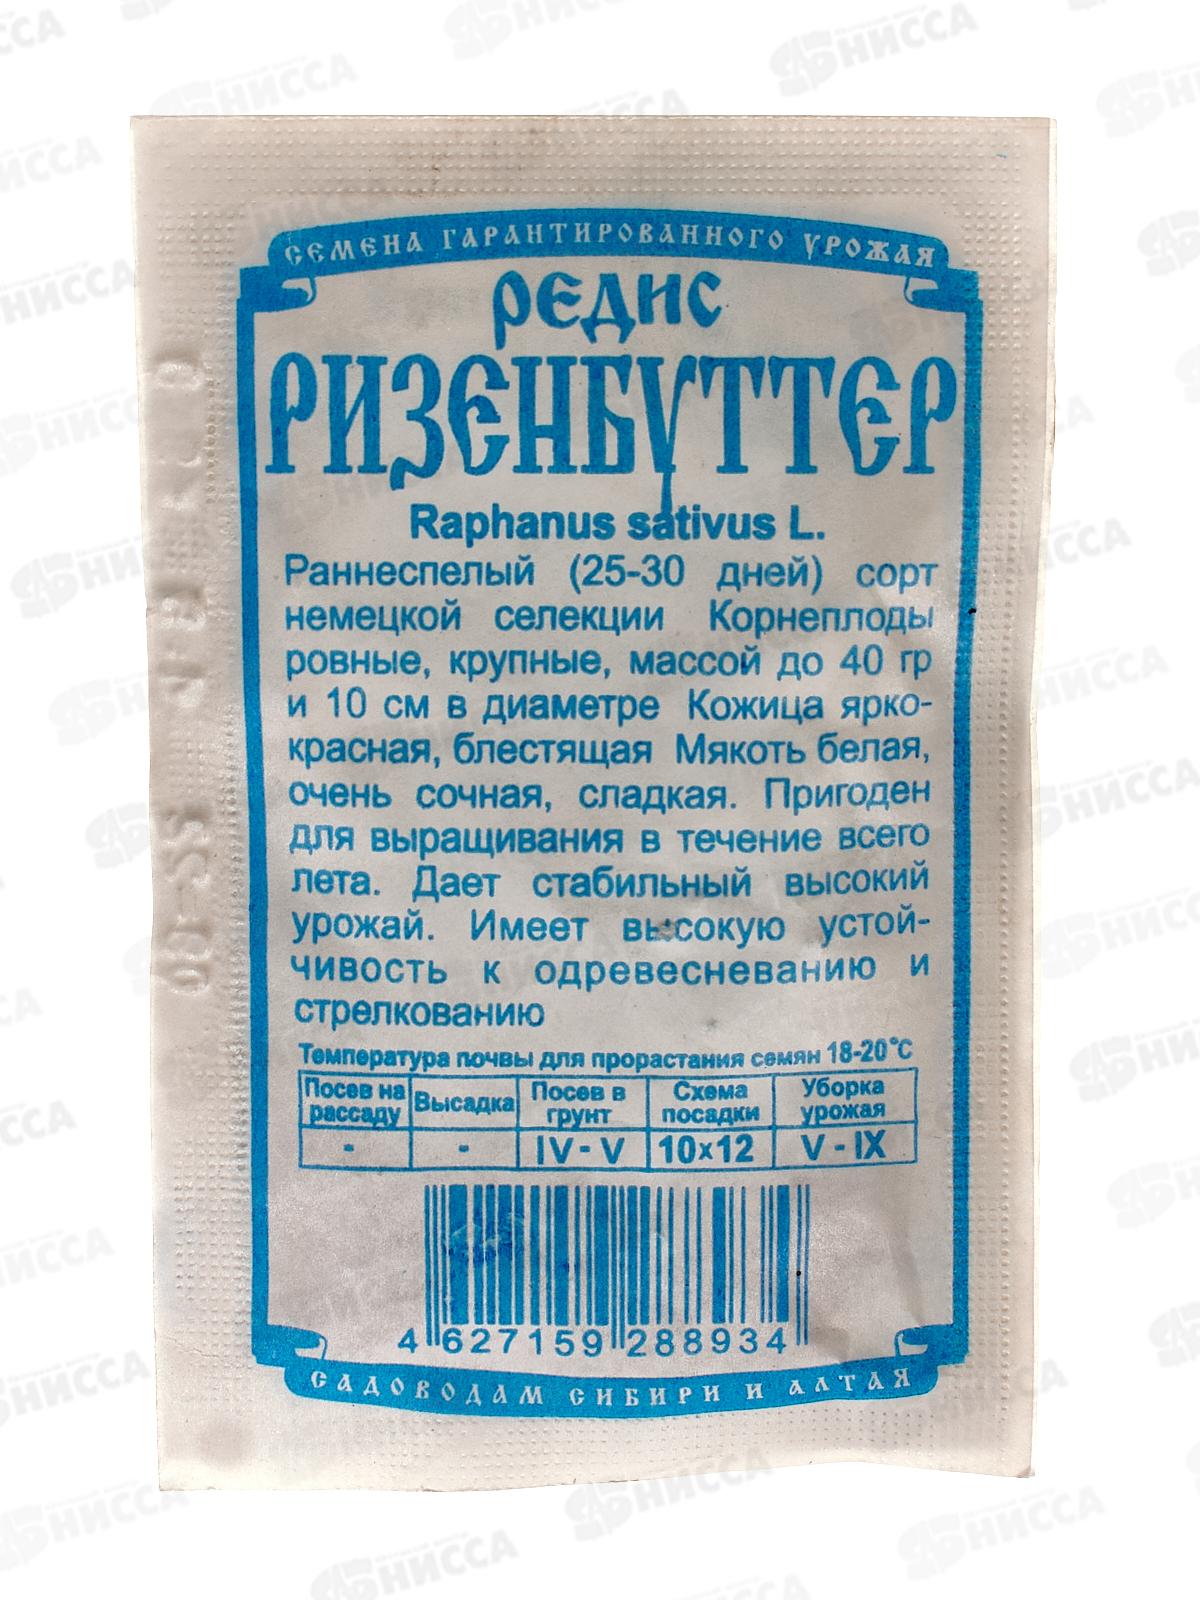 СЕМЕНА ГАРАНТИРОВАННОГО УРОЖАЯ
РЕДИС
РИЗЕНБУТТЕР
Raphanus sativus L.
Раннеспелый (25-30 дней) сорт
немецкой селекции Корнеплоды
ровные, крупные, массой до 40 гр
и 10 см в диаметре Кожица ярко-
красная, блестящая Мякоть белая,
очень сочная, сладкая. Пригоден
для выращивания в течение всего
лета. Дает стабильный высокий
урожай. Имеет высокую устой-
чивость к одревесневанию и
стрелкованию
Температура почвы для прорастания семян 18-20°С
Посев на рассаду Высадка Посев в грунт Схема посадки Уборка урожая
- - IV - V 10х12 V - IX
4 627159 288934
САДОВОДАМ СИБИРИ И АЛТАЯ